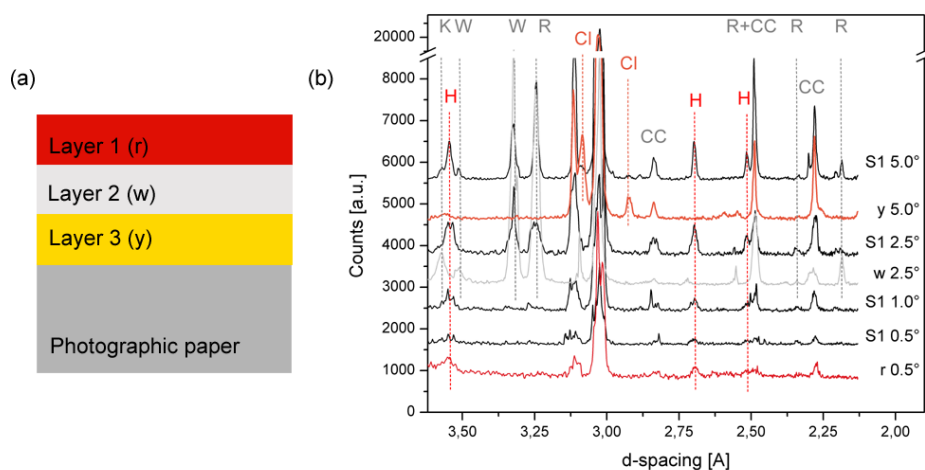 (a)
Layer 1 (r)
Layer 2 (w)
Layer 3 (y)
Photographic paper
(b)
K W W R R+CC R R
Cl Cl CC
H H H
CC
20000
8000
7000
6000
5000
4000
3000
2000
1000
0
Counts [a.u.]
S1 5.0°
y 5.0°
S1 2.5°
w 2.5°
S1 1.0°
S1 0.5°
r 0.5°
3,50 3,25 3,00 2,75 2,50 2,25 2,00
d-spacing [A]